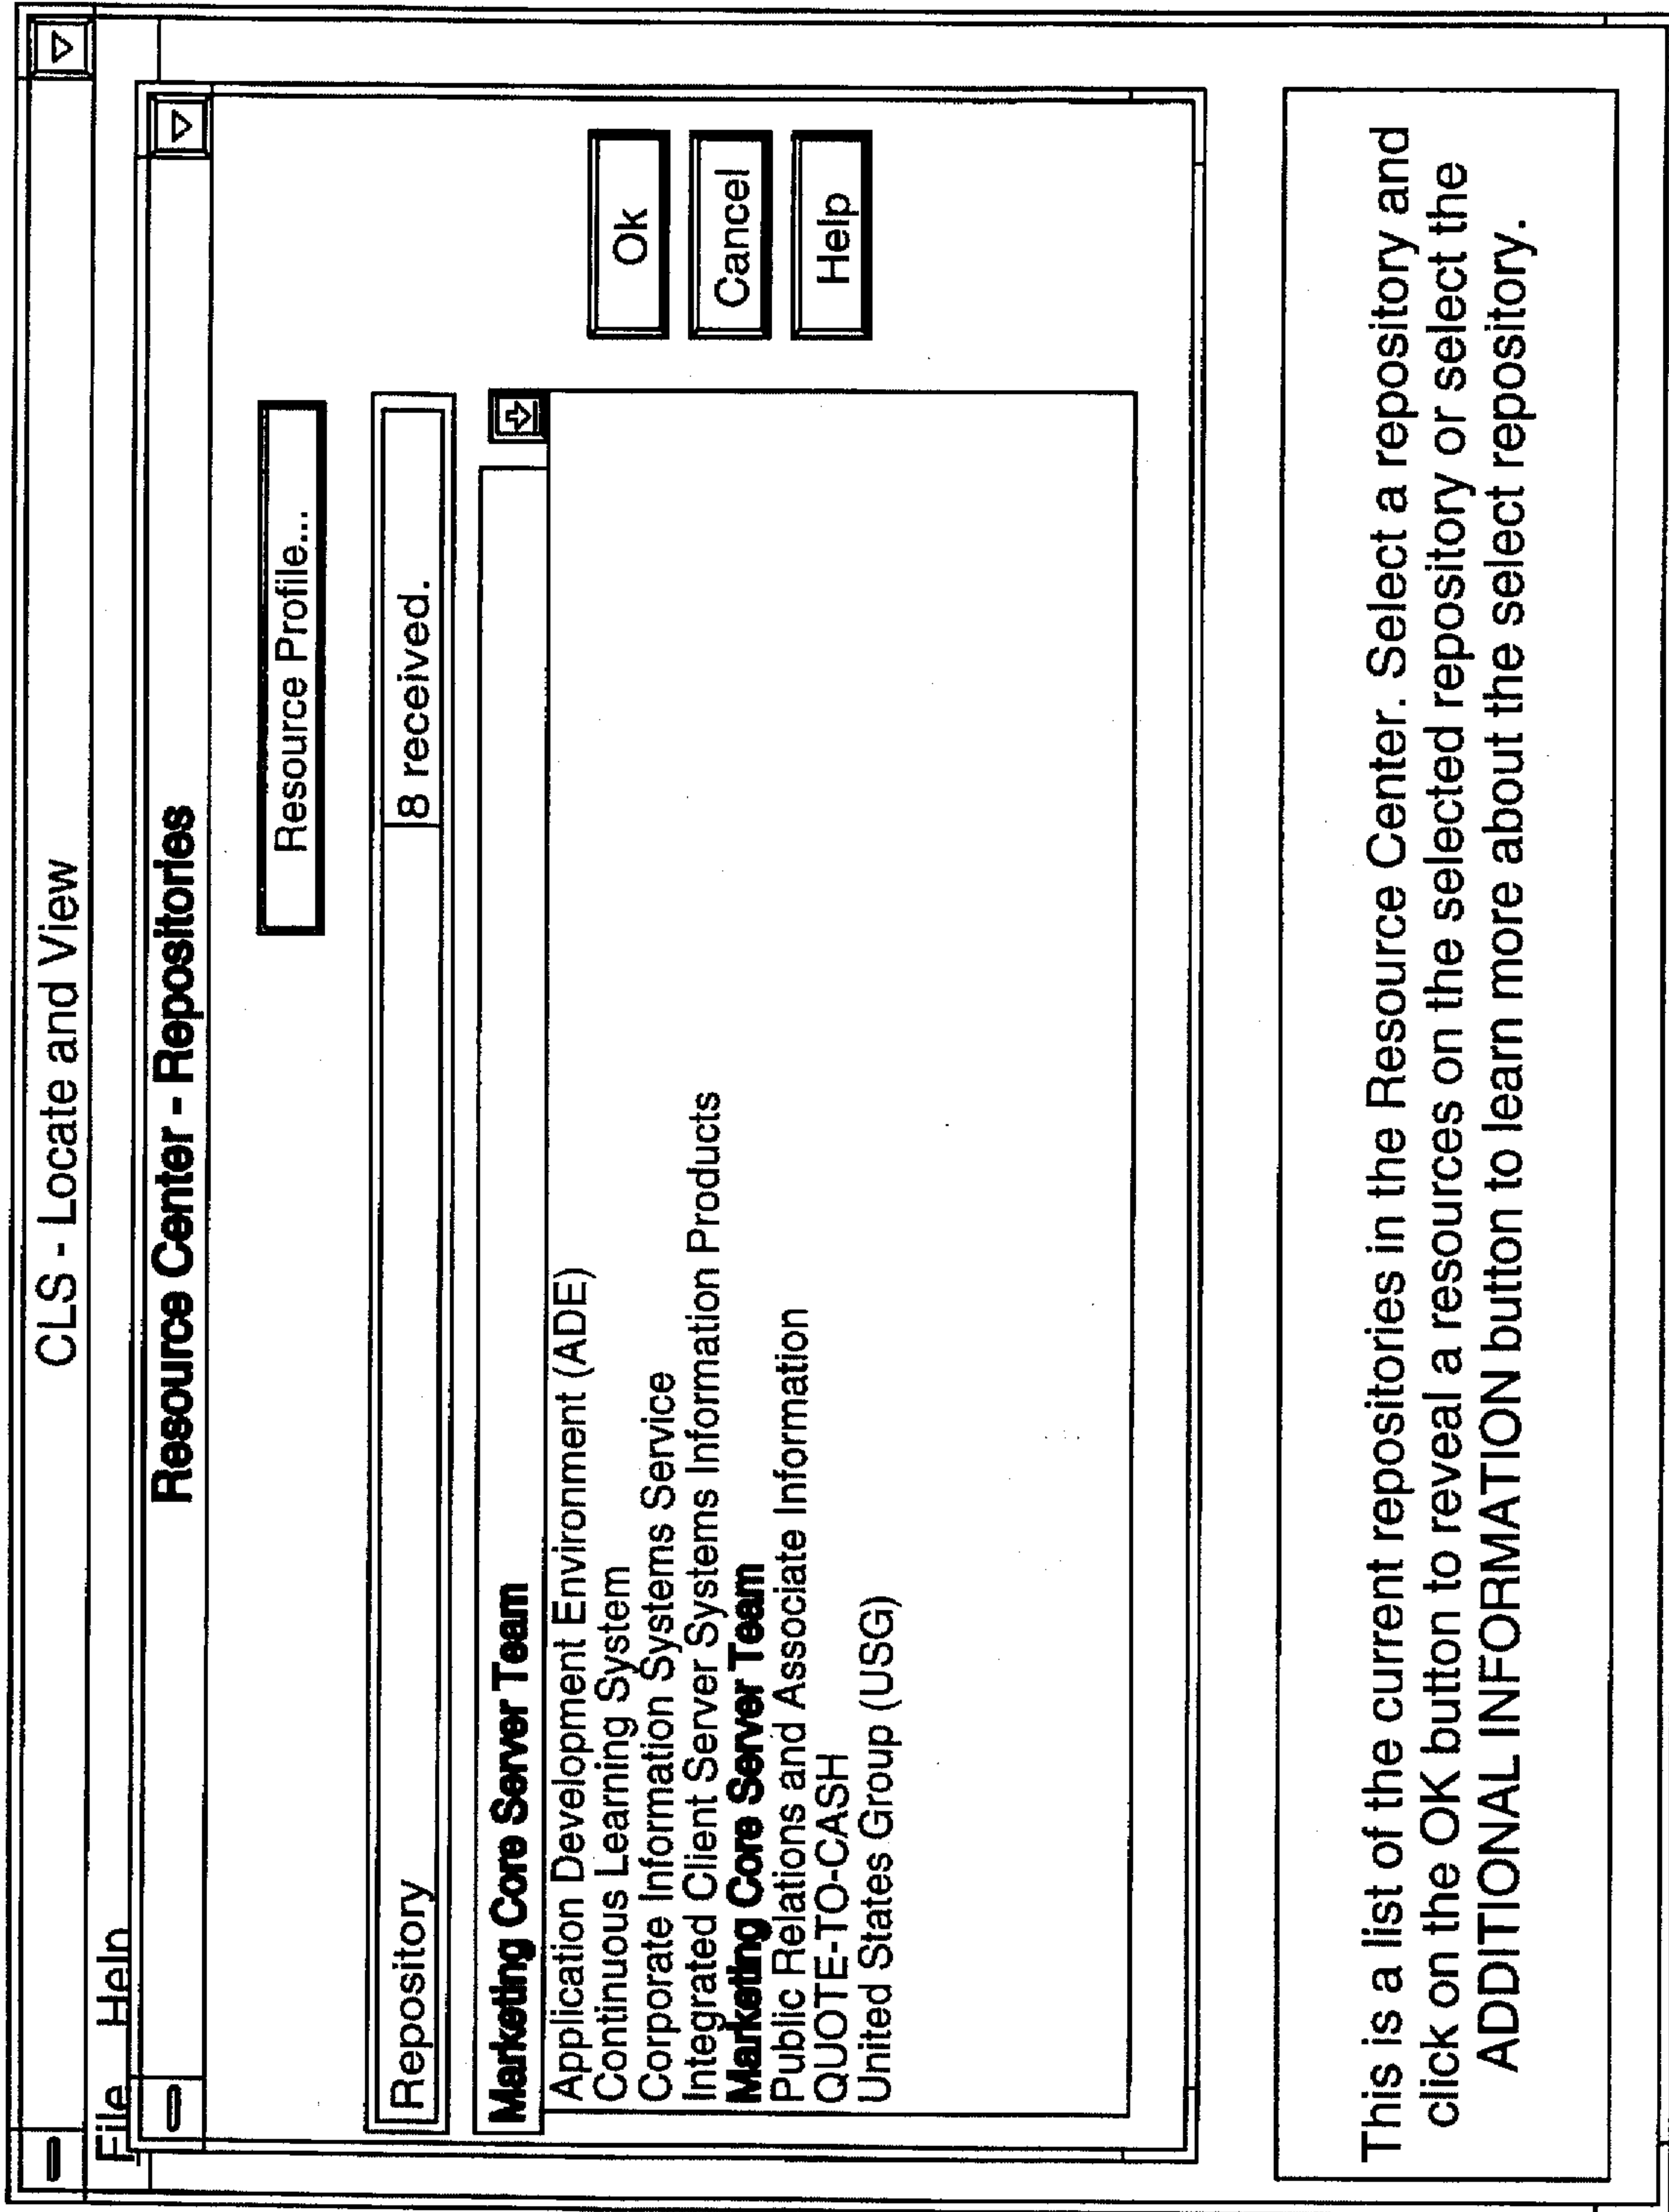 CLS - Locate and View
File Help
Resource Center - Repositories
Resource Profile...
Repository 8 received.
Marketing Core Server Team
Application Development Environment (ADE)
Continuous Learning System
Corporate Information Systems Service
Integrated Client Server Systems Information Products
Marketing Core Server Team
Public Relations and Associate Information
QUOTE-TO-CASH
United States Group (USG)
Ok
Cancel
Help
This is a list of the current repositories in the Resource Center. Select a repository and
click on the OK button to reveal a resources on the selected repository or select the
ADDITIONAL INFORMATION button to learn more about the select repository.